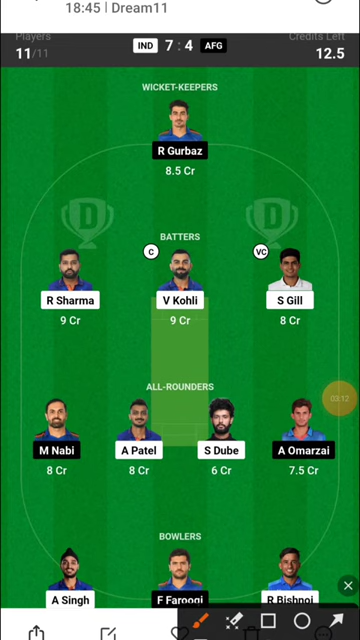 18:45 | Dream11
Players
Credits Left
11/11
IND 7 : 4 AFG
12.5
WICKET-KEEPERS
R Gurbaz
8.5 Cr
D
D
BATTERS
C
VC
R Sharma
V Kohli
S Gill
9 Cr
9 Cr
8 Cr
ALL-ROUNDERS
03:12
M Nabi
A Patel
S Dube
A Omarzai
8 Cr
8 Cr
6 Cr
7.5 Cr
BOWLERS
A Singh
F Farooqi
R Bishnoi